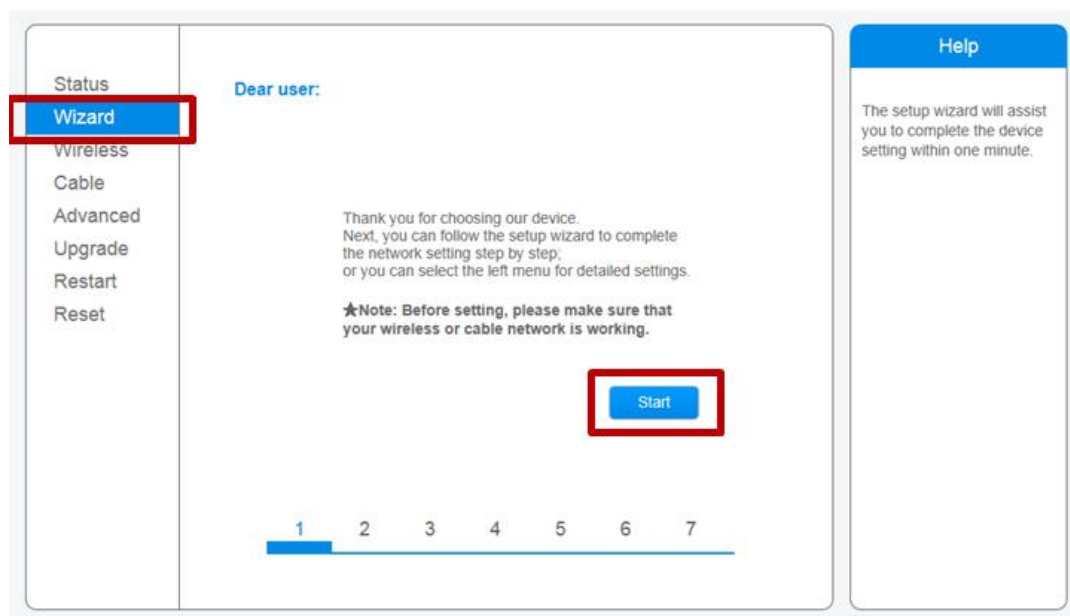 Status
Wizard
Wireless
Cable
Advanced
Upgrade
Restart
Reset
Dear user:
Thank you for choosing our device.
Next, you can follow the setup wizard to complete
the network setting step by step;
or you can select the left menu for detailed settings.
★Note: Before setting, please make sure that
your wireless or cable network is working.
Start
1 2 3 4 5 6 7
Help
The setup wizard will assist
you to complete the device
setting within one minute.